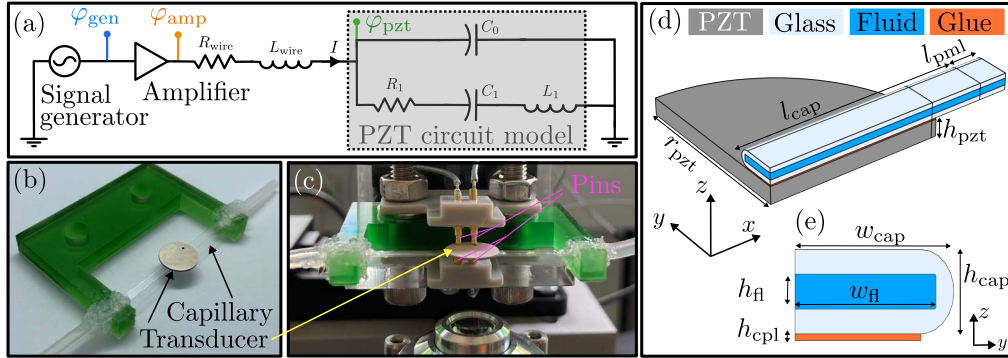 (a)
φgen
φamp
φpzt
Rwire
Lwire
I
C0
R1
C1
L1
Signal
generator
Amplifier
PZT circuit model
(b)
Capillary
Transducer
(c)
Pins
(d)
PZT
Glass
Fluid
Glue
lpml
lcap
hpzt
rpzt
z
y
x
(e)
wcap
hfl
wfl
hcap
hcpl
z
y